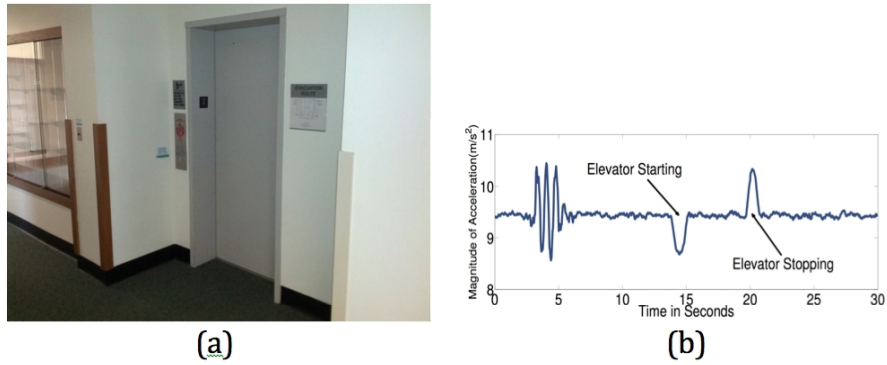 EVACUATION
ROUTE
Magnitude of Acceleration(m/s²)
11
10
9
8
Elevator Starting
Elevator Stopping
0
5
10
15
20
25
30
Time in Seconds
(a)
(b)